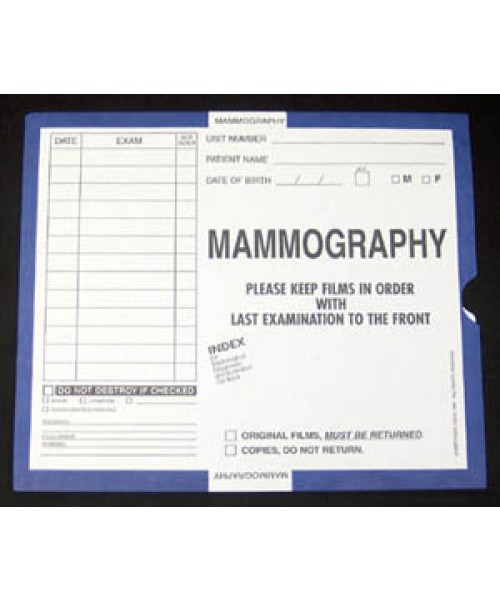 MAMMOGRAPHY
DATE EXAM
UNIT NUMBER
PATIENT NAME
DATE OF BIRTH / / M F
MAMMOGRAPHY
PLEASE KEEP FILMS IN ORDER
WITH
LAST EXAMINATION TO THE FRONT
INDEX
DO NOT DESTROY IF CHECKED
ORIGINAL FILMS, MUST BE RETURNED.
COPIES, DO NOT RETURN.
MAMMOGRAPHY